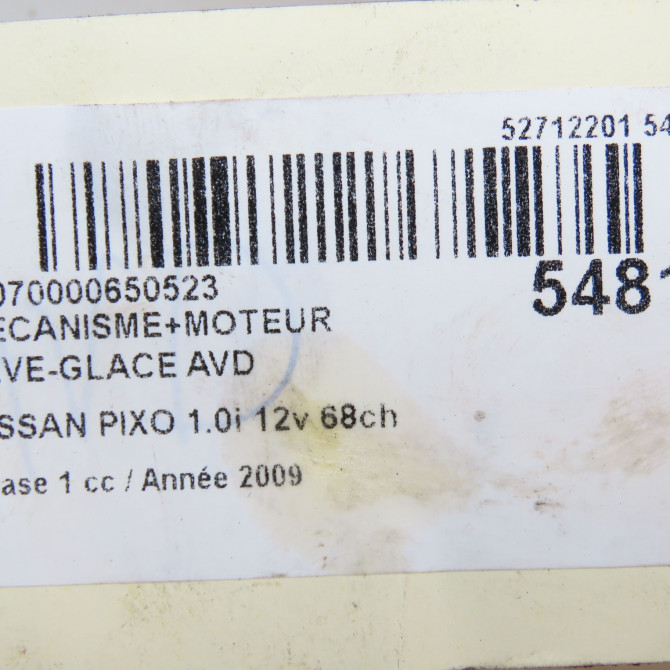 52712201 54
070000650523
5481
ECANISME+MOTEUR
VE-GLACE AVD
SSAN PIXO 1.0i 12v 68ch
ase 1 cc / Année 2009